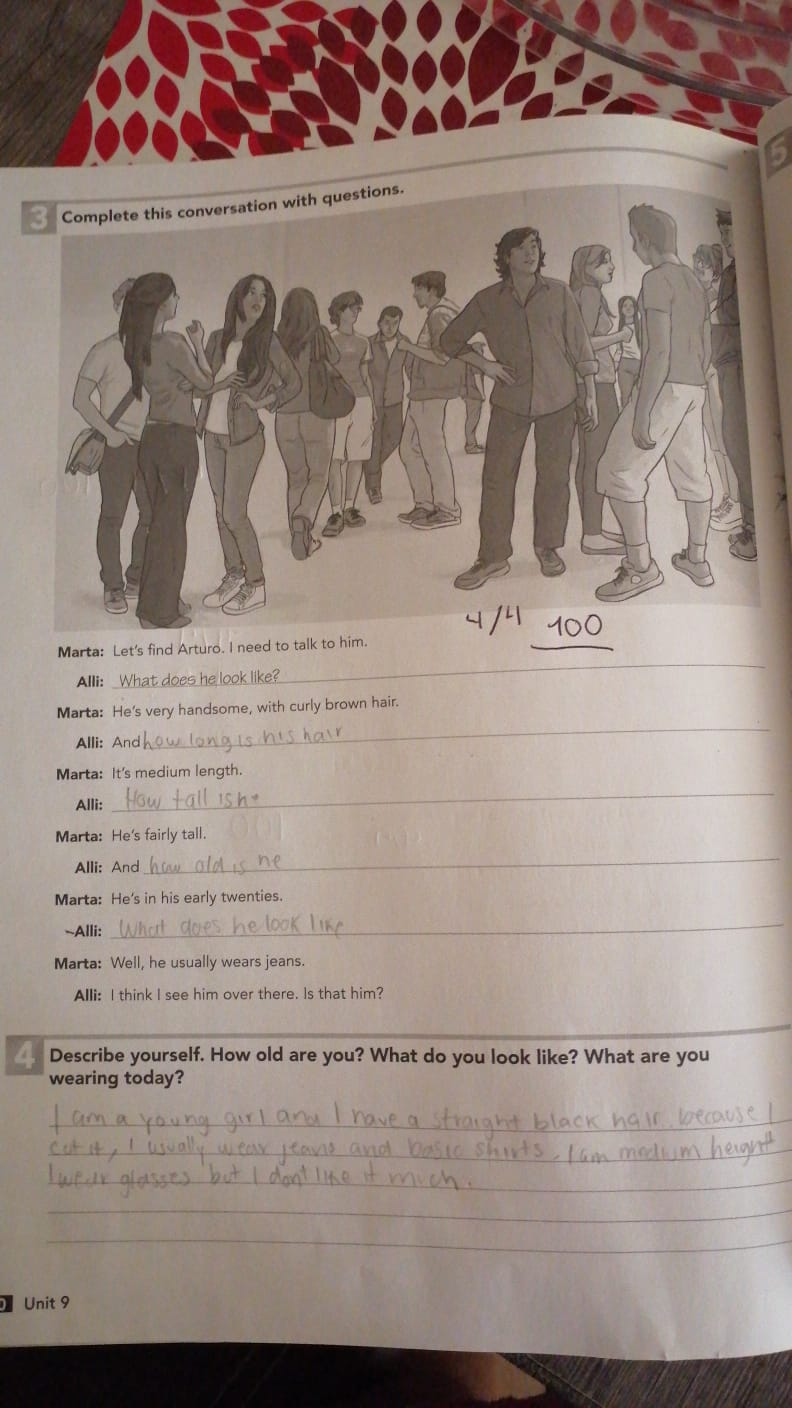 5
3 Complete this conversation with questions.
4/4 100
Marta: Let's find Arturo. I need to talk to him.
Alli: What does he look like?
Marta: He's very handsome, with curly brown hair.
Alli: And how long is his hair
Marta: It's medium length.
Alli: How tall is he
Marta: He's fairly tall.
Alli: And how old is he
Marta: He's in his early twenties.
~Alli: What does he look like
Marta: Well, he usually wears jeans.
Alli: I think I see him over there. Is that him?
4 Describe yourself. How old are you? What do you look like? What are you
wearing today?
I am a young girl and I have a straight black hair. because I
cut it, I usually wear jeans and basic shirts. I am medium height
I wear glasses but I don't like it much.
Unit 9